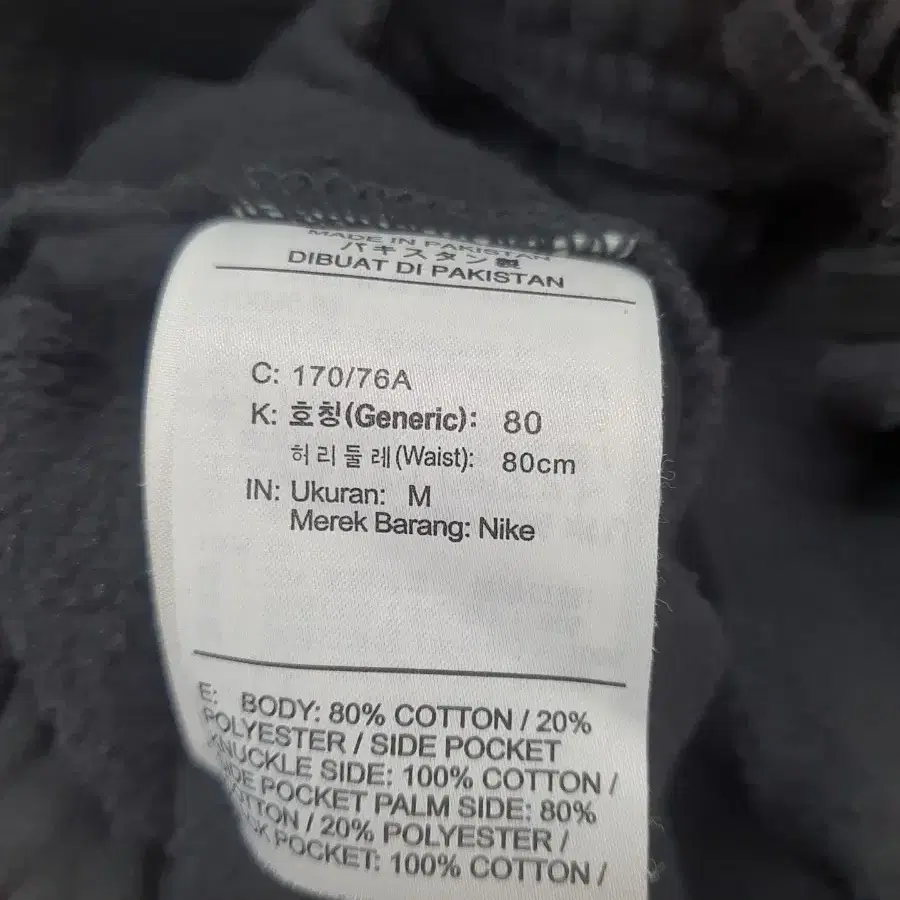 MADE IN PAKISTAN
パキスタン製
DIBUAT DI PAKISTAN
C: 170/76A
K: 호칭(Generic): 80
허리둘레(Waist): 80cm
IN: Ukuran: M
Merek Barang: Nike
E: BODY: 80% COTTON / 20%
POLYESTER / SIDE POCKET
KNUCKLE SIDE: 100% COTTON /
SIDE POCKET PALM SIDE: 80%
COTTON / 20% POLYESTER /
BACK POCKET: 100% COTTON /